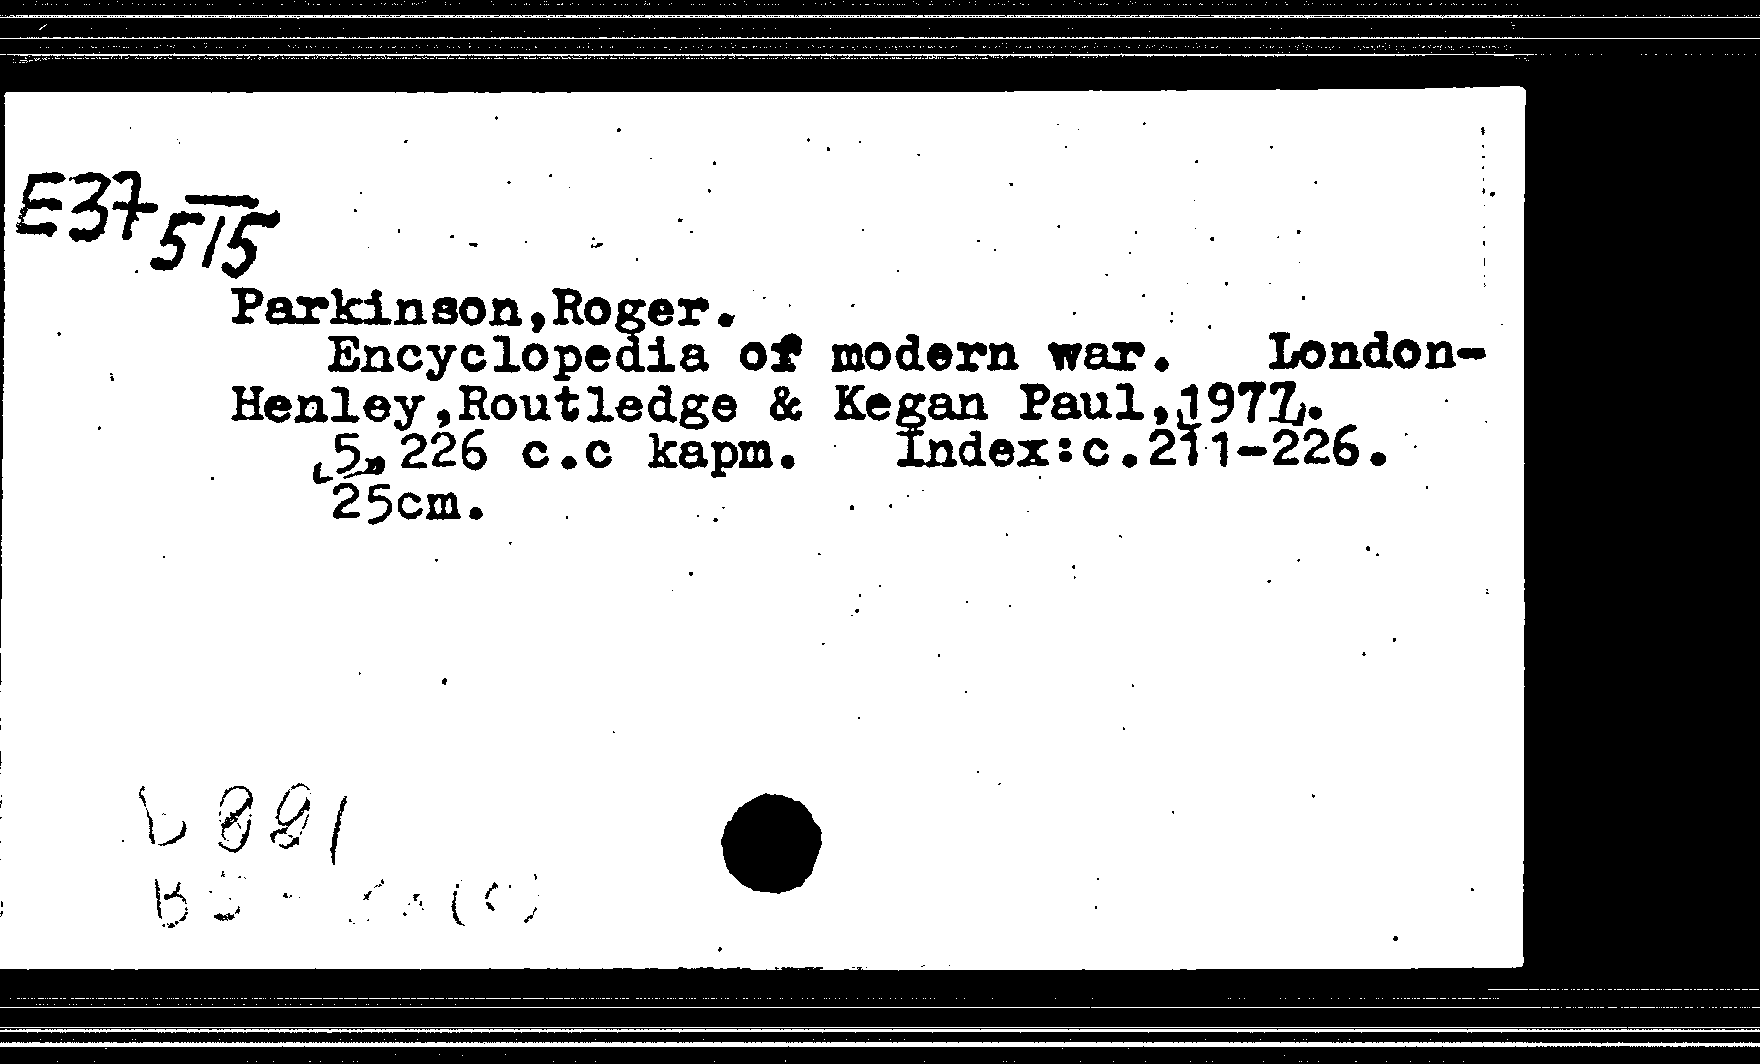 E37
515
Parkinson,Roger.
Encyclopedia of modern war. London-
Henley,Routledge & Kegan Paul,[1977].
[5], 226 с.с карт. Index:с.211-226.
25cm.